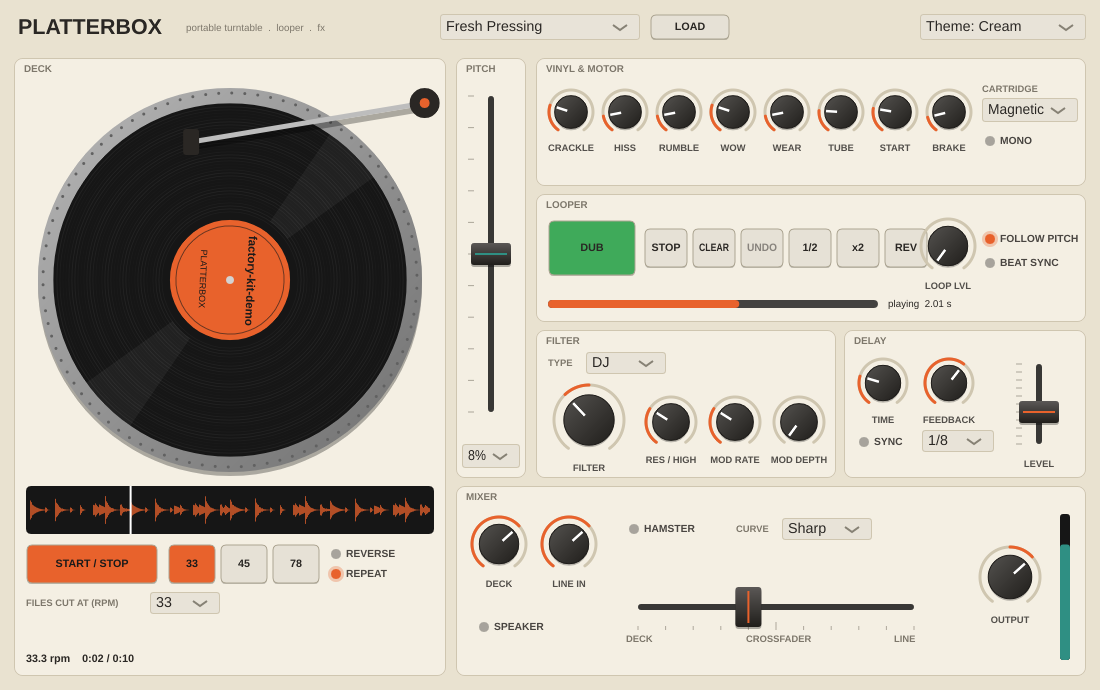 PLATTERBOX
portable turntable . looper . fx
Fresh Pressing
LOAD
Theme: Cream
DECK
factory-kit-demo
PLATTERBOX
START / STOP
33
45
78
REVERSE
REPEAT
FILES CUT AT (RPM)
33
33.3 rpm 0:02 / 0:10
PITCH
8%
VINYL & MOTOR
CRACKLE
HISS
RUMBLE
WOW
WEAR
TUBE
START
BRAKE
CARTRIDGE
Magnetic
MONO
LOOPER
DUB
STOP
CLEAR
UNDO
1/2
x2
REV
LOOP LVL
FOLLOW PITCH
BEAT SYNC
playing 2.01 s
FILTER
TYPE
DJ
FILTER
RES / HIGH
MOD RATE
MOD DEPTH
DELAY
TIME
FEEDBACK
SYNC
1/8
LEVEL
MIXER
DECK
LINE IN
SPEAKER
HAMSTER
CURVE
Sharp
DECK
CROSSFADER
LINE
OUTPUT